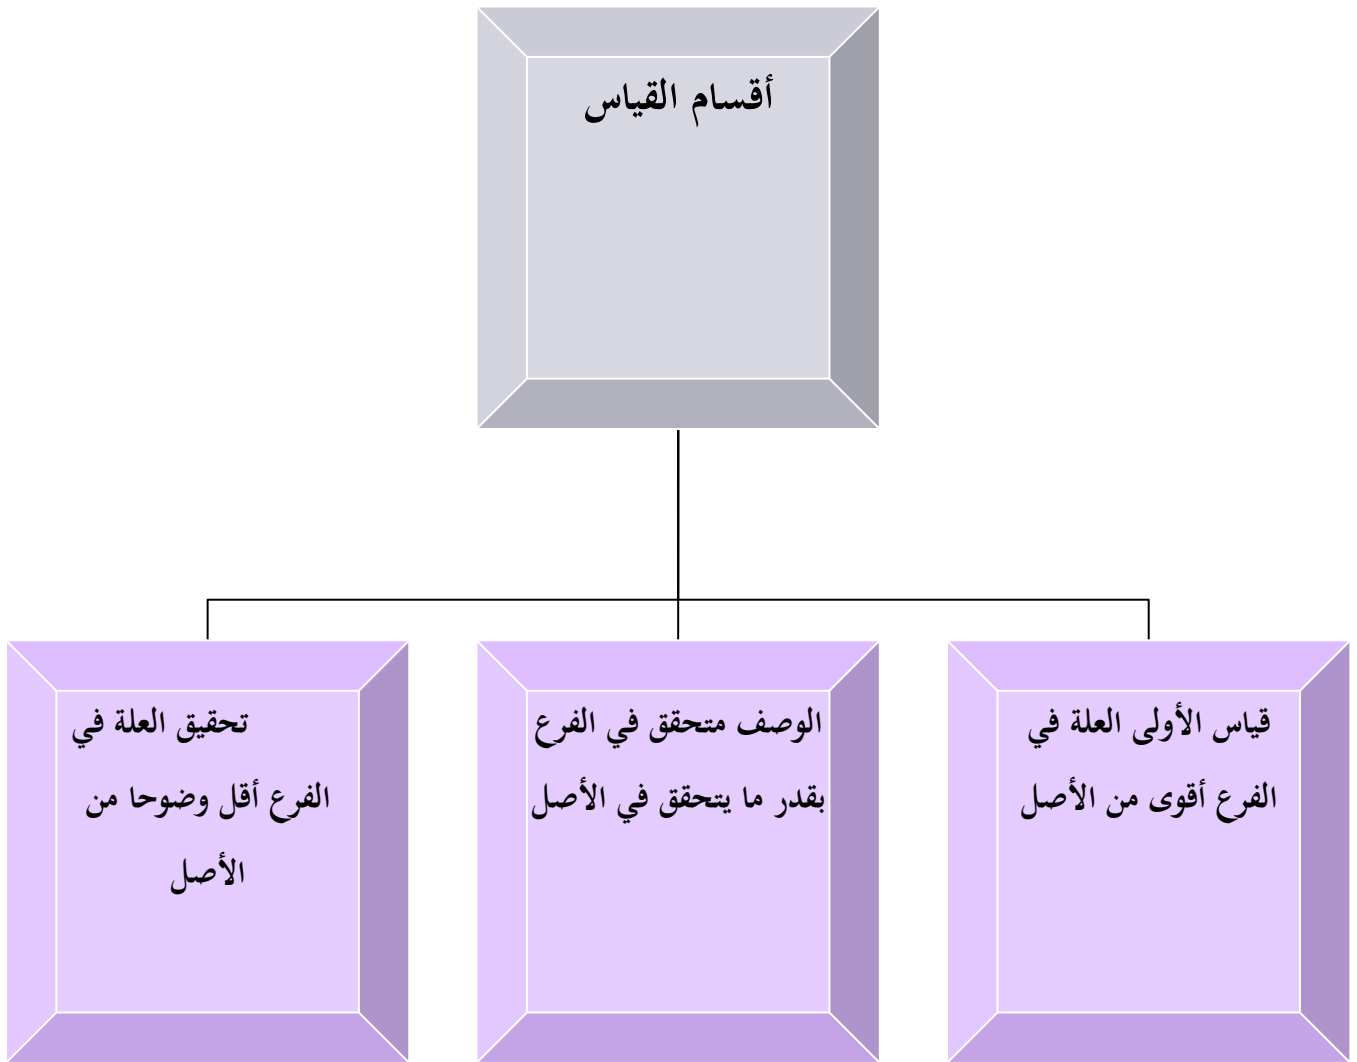 أقسام القياس
قياس الأولى العلة في
الفرع أقوى من الأصل
الوصف متحقق في الفرع
بقدر ما يتحقق في الأصل
تحقيق العلة في
الفرع أقل وضوحا من
الأصل